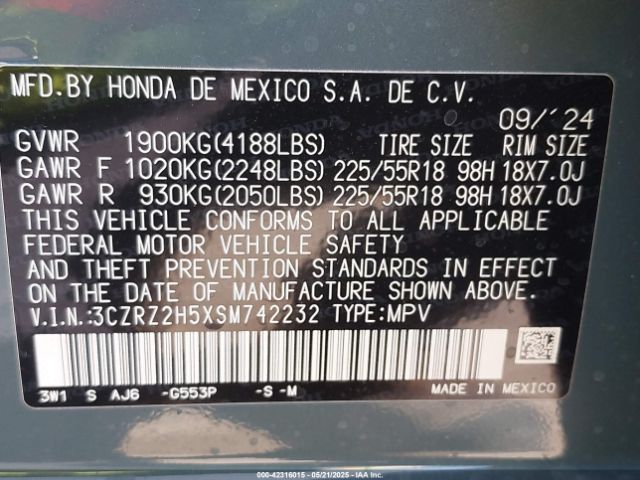 MFD.BY HONDA DE MEXICO S.A. DE C.V.
09/´24
GVWR 1900KG(4188LBS) TIRE SIZE RIM SIZE
GAWR F 1020KG(2248LBS) 225/55R18 98H 18X7.0J
GAWR R 930KG(2050LBS) 225/55R18 98H 18X7.0J
THIS VEHICLE CONFORMS TO ALL APPLICABLE
FEDERAL MOTOR VEHICLE SAFETY
AND THEFT PREVENTION STANDARDS IN EFFECT
ON THE DATE OF MANUFACTURE SHOWN ABOVE.
V.I.N.:3CZRZ2H5XSM742232 TYPE:MPV
3W1 S AJ6 -G553P -S -M MADE IN MEXICO
000-42316015 - 05/21/2025 - IAAI.COM